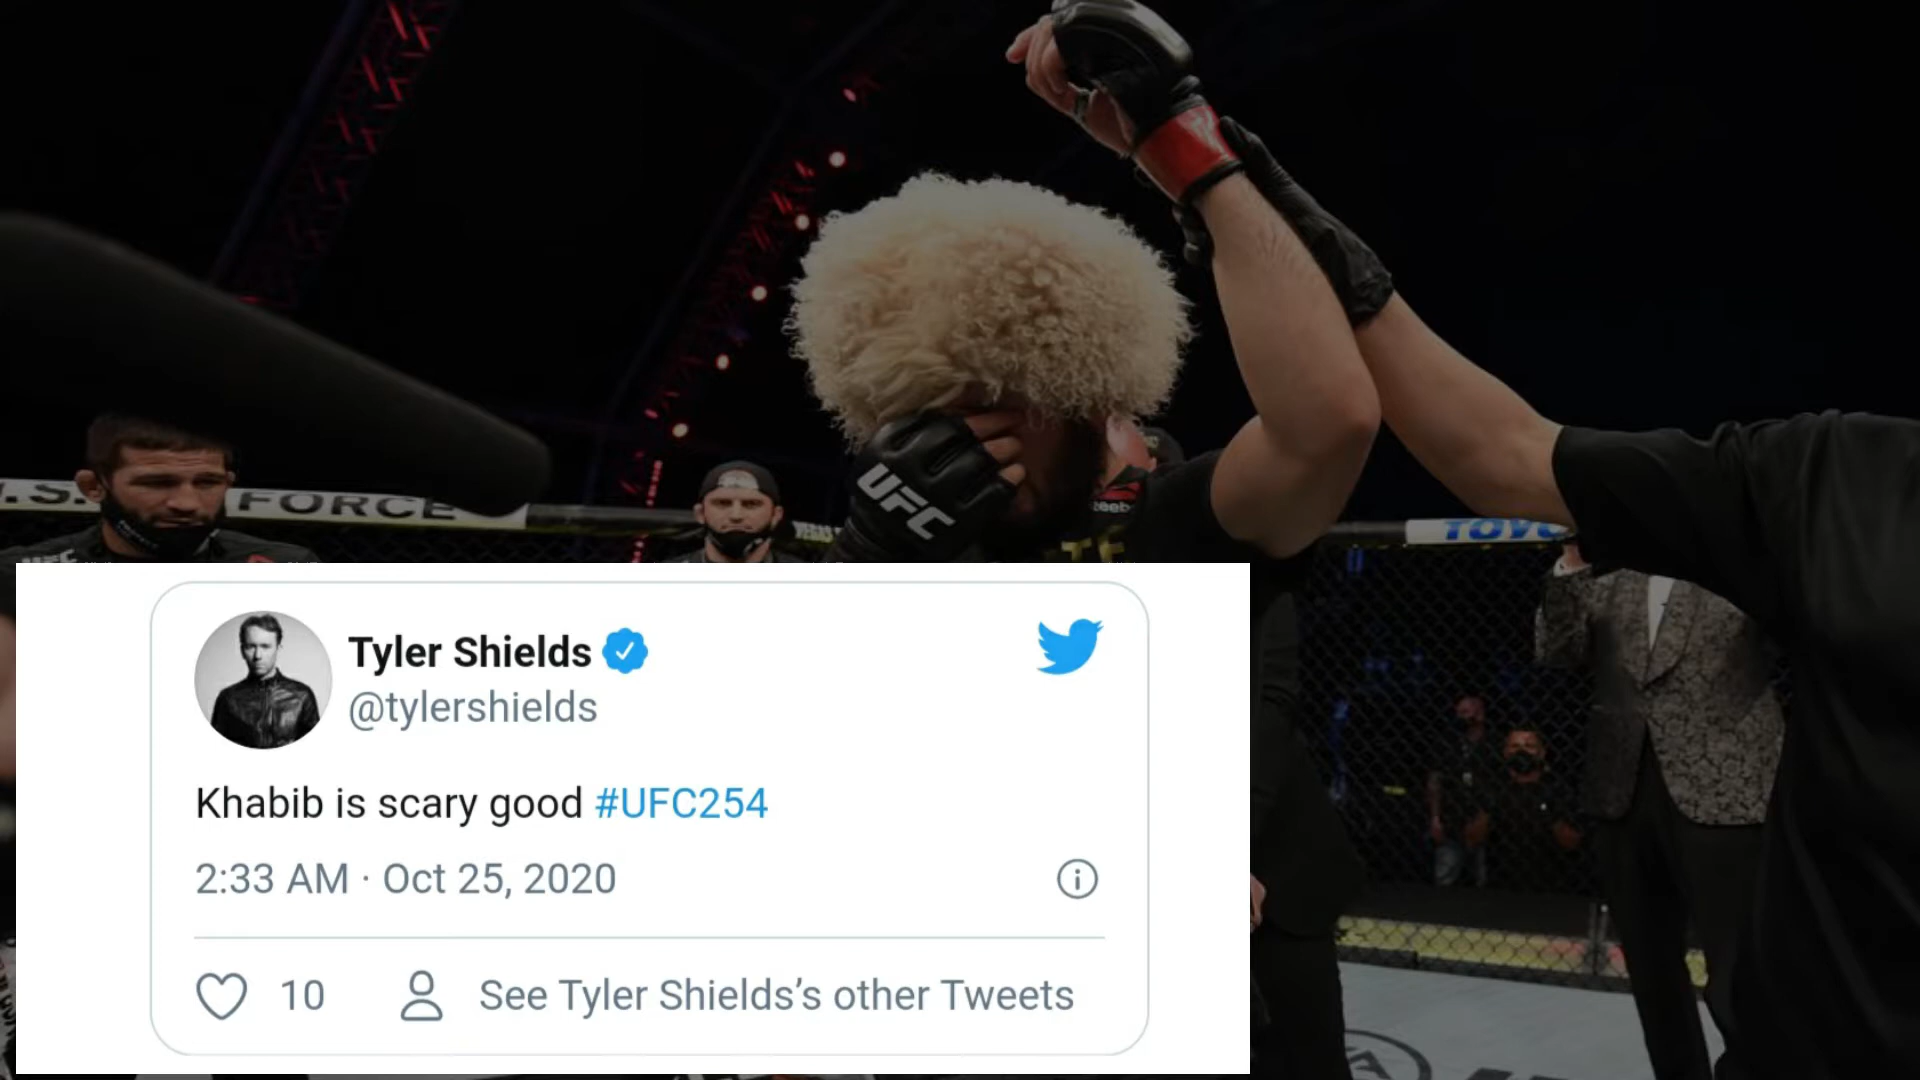 FORCE
UFC
TOYO
UFC
Tyler Shields
@tylershields
Khabib is scary good #UFC254
2:33 AM · Oct 25, 2020
10
See Tyler Shields’s other Tweets